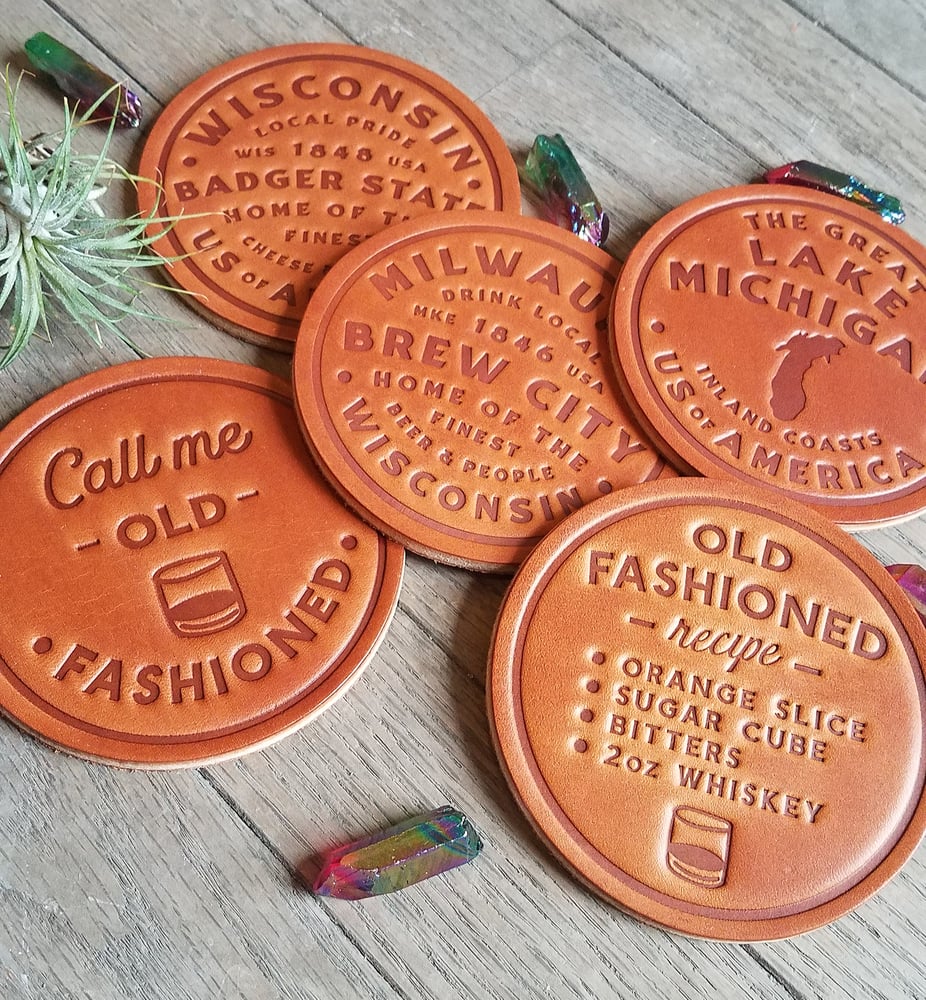 WISCONSIN
LOCAL PRIDE
WIS 1848 USA
BADGER STATE
HOME OF
FINEST
CHEESE
US OF
MILWAU
DRINK LOCAL
MKE 1846 USA
BREW CITY
HOME OF THE
FINEST
BEER & PEOPLE
WISCONSIN
THE GREAT
LAKE
MICHIGA
INLAND COASTS
US OF AMERICA
Call me
- OLD -
FASHIONED
OLD
FASHIONED
- recipe -
• ORANGE SLICE
• SUGAR CUBE
• BITTERS
• 2oz WHISKEY